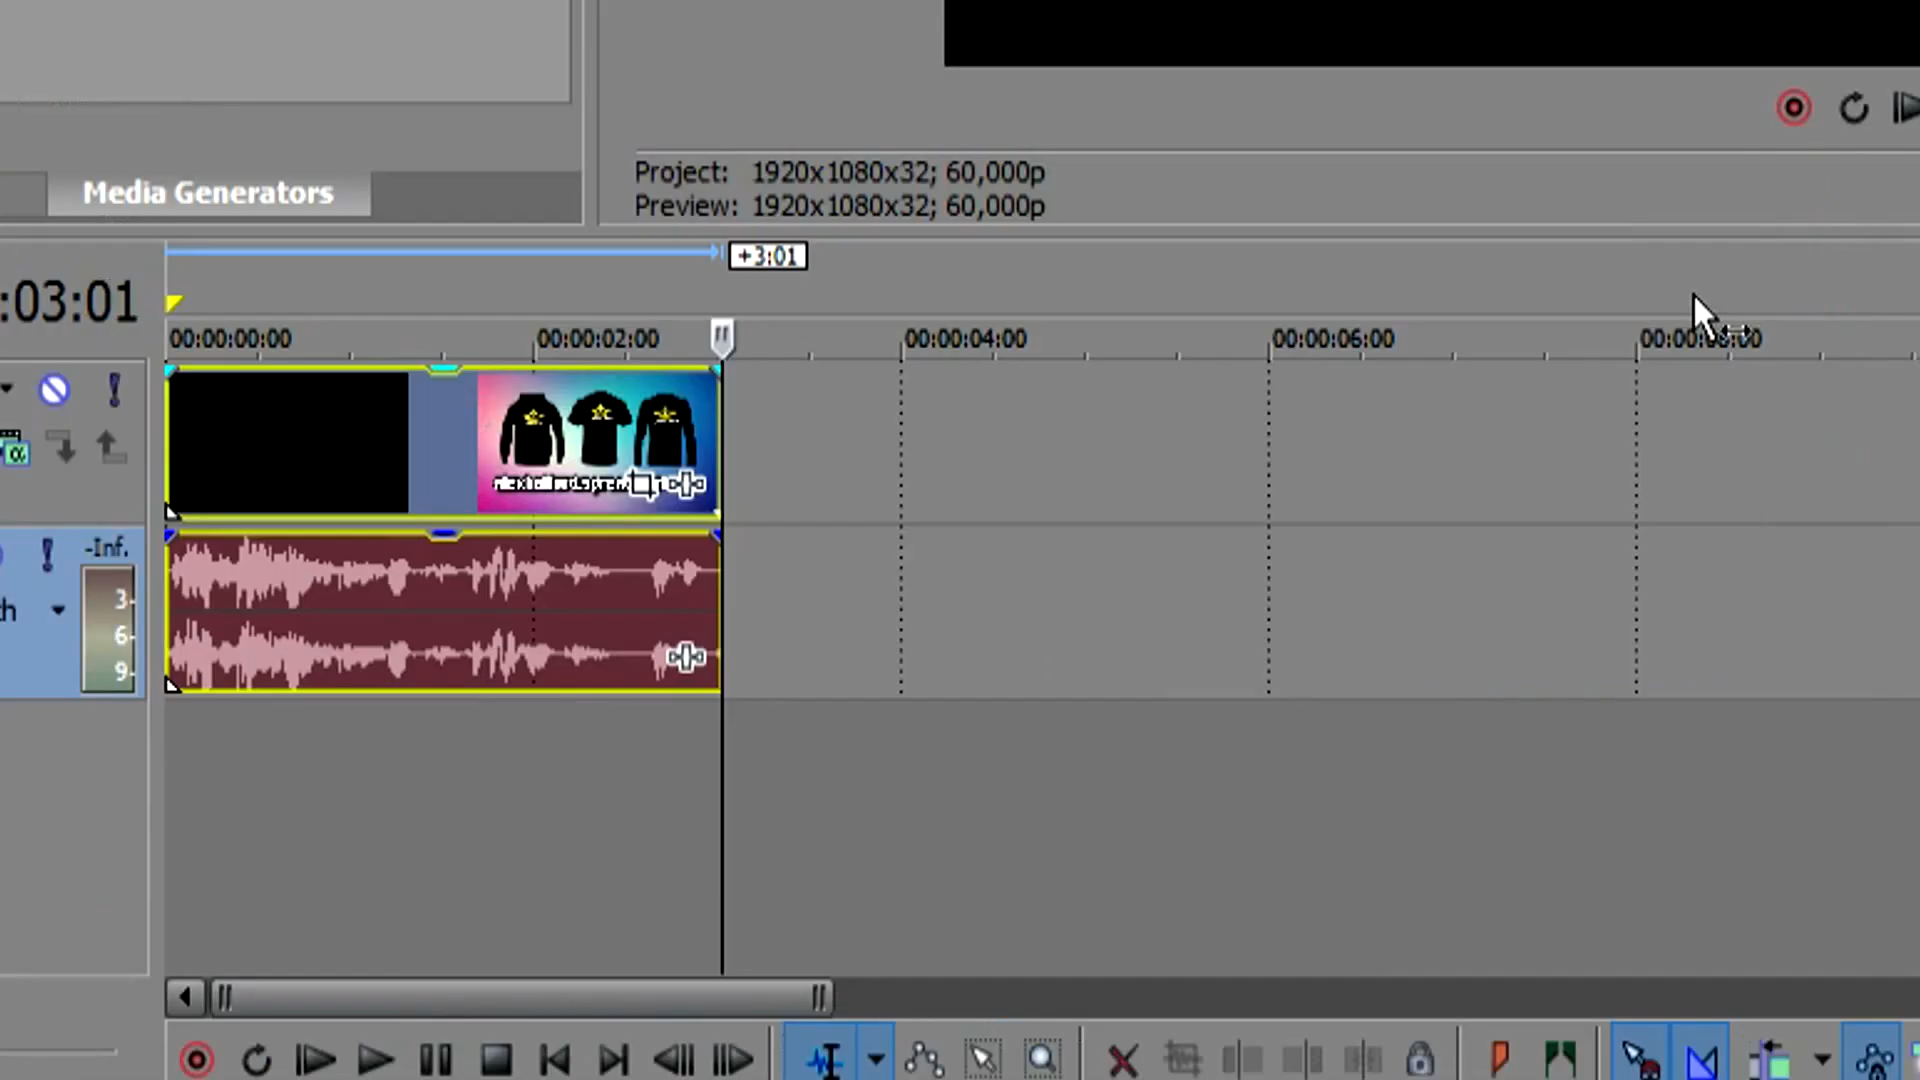 Media Generators
Project: 1920x1080x32; 60,000p
Preview: 1920x1080x32; 60,000p
+3:01
:03:01
00:00:00:00
00:00:02:00
00:00:04:00
00:00:06:00
-Inf.
3-
6-
9-
th
α